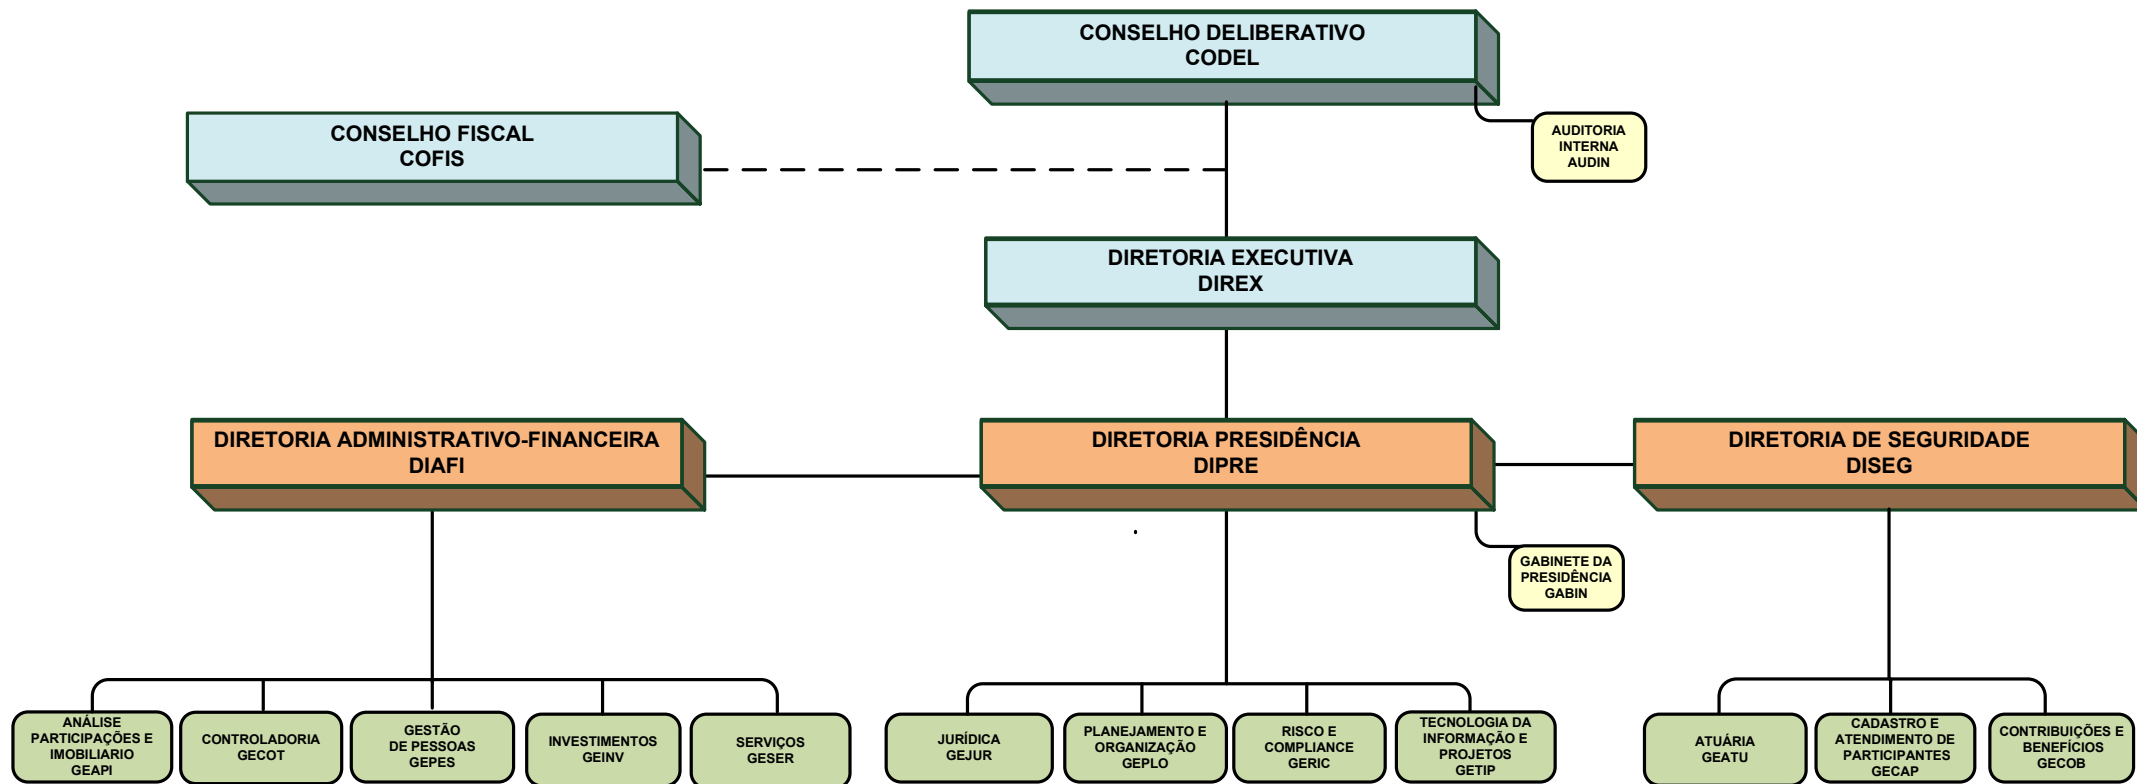 CONSELHO DELIBERATIVO
CODEL
AUDITORIA
INTERNA
AUDIN
CONSELHO FISCAL
COFIS
DIRETORIA EXECUTIVA
DIREX
DIRETORIA ADMINISTRATIVO-FINANCEIRA
DIAFI
DIRETORIA PRESIDÊNCIA
DIPRE
DIRETORIA DE SEGURIDADE
DISEG
GABINETE DA
PRESIDÊNCIA
GABIN
ANÁLISE
PARTICIPAÇÕES E
IMOBILIARIO
GEAPI
CONTROLADORIA
GECOT
GESTÃO
DE PESSOAS
GEPES
INVESTIMENTOS
GEINV
SERVIÇOS
GESER
JURÍDICA
GEJUR
PLANEJAMENTO E
ORGANIZAÇÃO
GEPLO
RISCO E
COMPLIANCE
GERIC
TECNOLOGIA DA
INFORMAÇÃO E
PROJETOS
GETIP
ATUÁRIA
GEATU
CADASTRO E
ATENDIMENTO DE
PARTICIPANTES
GECAP
CONTRIBUIÇÕES E
BENEFÍCIOS
GECOB